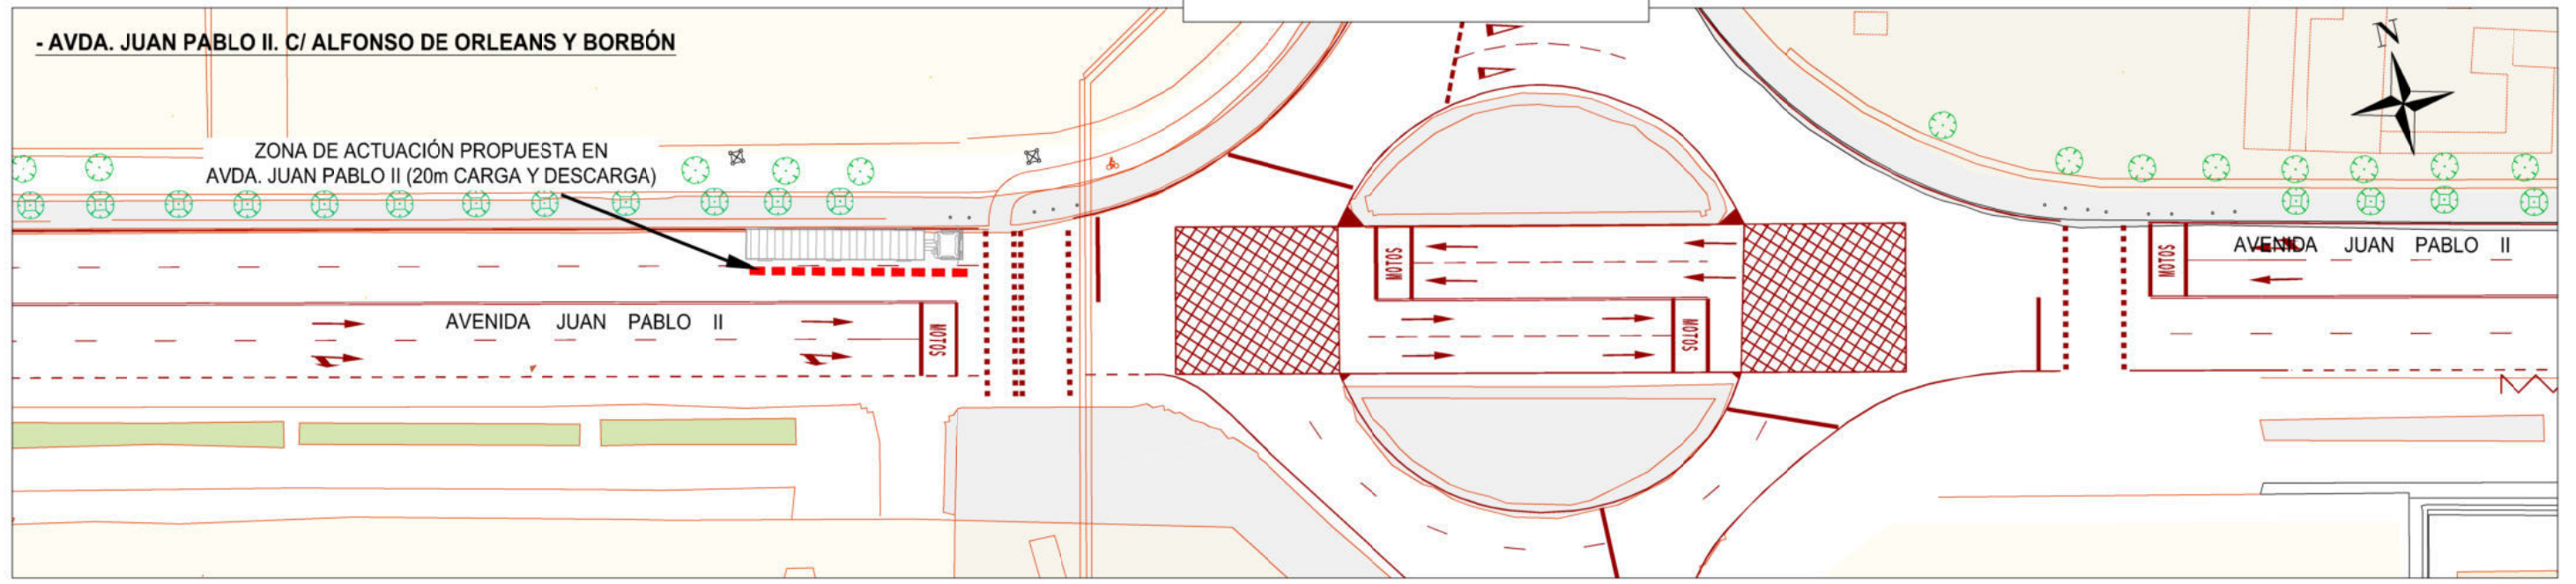 - AVDA. JUAN PABLO II. C/ ALFONSO DE ORLEANS Y BORBÓN
N
ZONA DE ACTUACIÓN PROPUESTA EN
AVDA. JUAN PABLO II (20m CARGA Y DESCARGA)
MOTOS
MOTOS
AVENIDA JUAN PABLO II
AVENIDA JUAN PABLO II
MOTOS
MOTOS